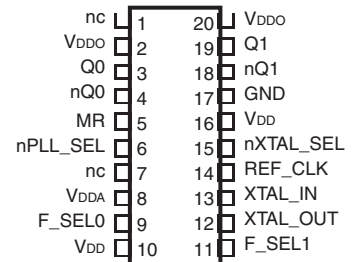 nc 1 20 VDDO
VDDO 2 19 Q1
Q0 3 18 nQ1
nQ0 4 17 GND
MR 5 16 VDD
nPLL_SEL 6 15 nXTAL_SEL
nc 7 14 REF_CLK
VDDA 8 13 XTAL_IN
F_SEL0 9 12 XTAL_OUT
VDD 10 11 F_SEL1